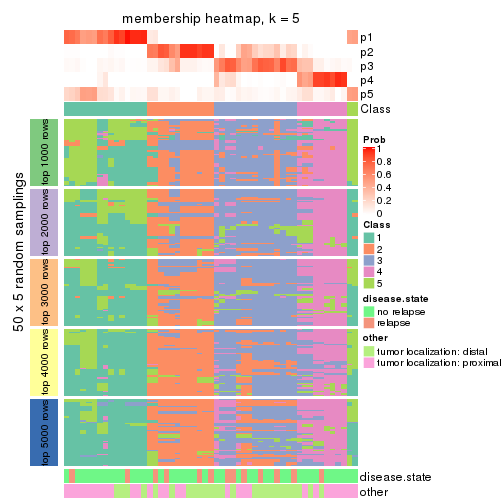 membership heatmap, k = 5
p1
p2
p3
p4
p5
Class
50 x 5 random samplings
top 1000 rows
top 2000 rows
top 3000 rows
top 4000 rows
top 5000 rows
disease.state
other
Prob
1
0.8
0.6
0.4
0.2
0
Class
1
2
3
4
5
disease.state
no relapse
relapse
other
tumor localization: distal
tumor localization: proximal